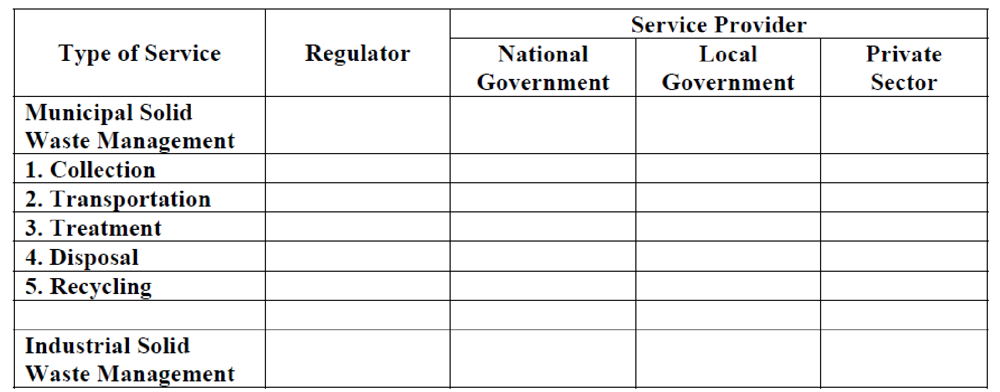 Service Provider
Type of Service
Regulator
National
Government
Local
Government
Private
Sector
Municipal Solid
Waste Management
1. Collection
2. Transportation
3. Treatment
4. Disposal
5. Recycling
Industrial Solid
Waste Management